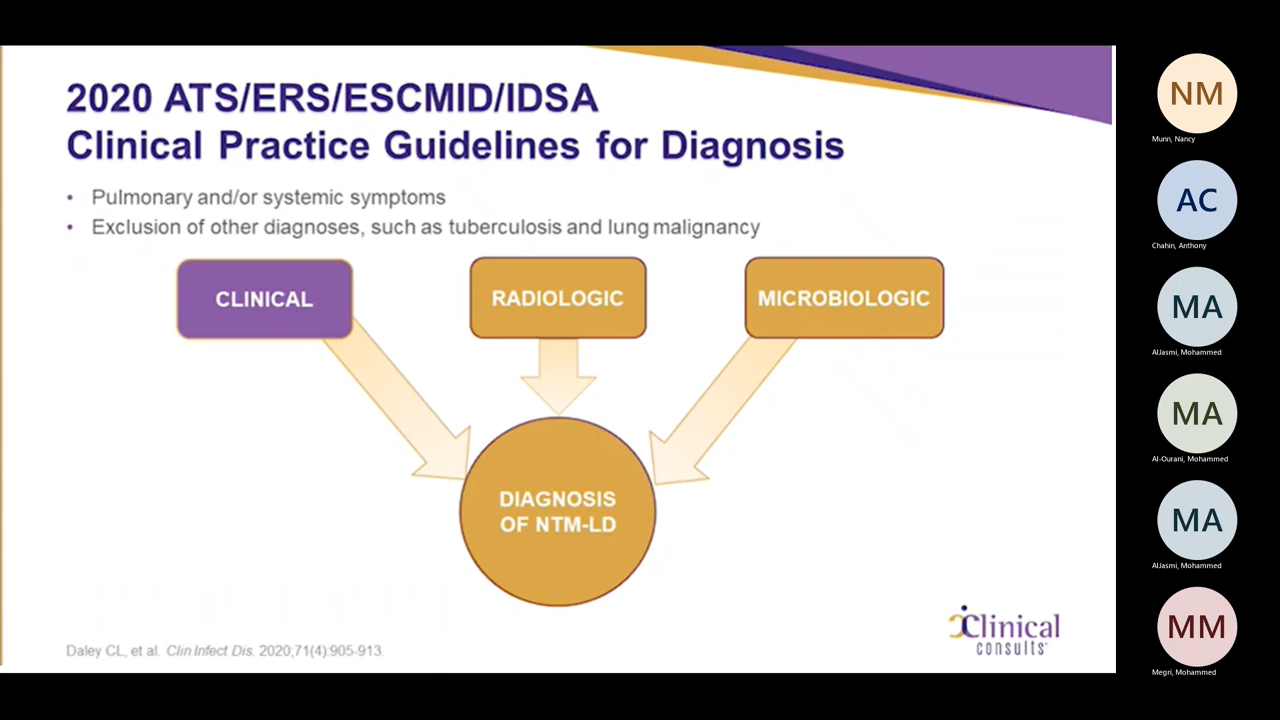 2020 ATS/ERS/ESCMID/IDSA
Clinical Practice Guidelines for Diagnosis
• Pulmonary and/or systemic symptoms
• Exclusion of other diagnoses, such as tuberculosis and lung malignancy
CLINICAL
RADIOLOGIC
MICROBIOLOGIC
DIAGNOSIS
OF NTM-LD
Daley CL, et al. Clin Infect Dis. 2020;71(4):905-913.
Clinical
consults
NM
Munn, Nancy
AC
Chahin, Anthony
MA
AlJasmi, Mohammed
MA
Al-Ourani, Mohammed
MA
AlJasmi, Mohammed
MM
Megri, Mohammed